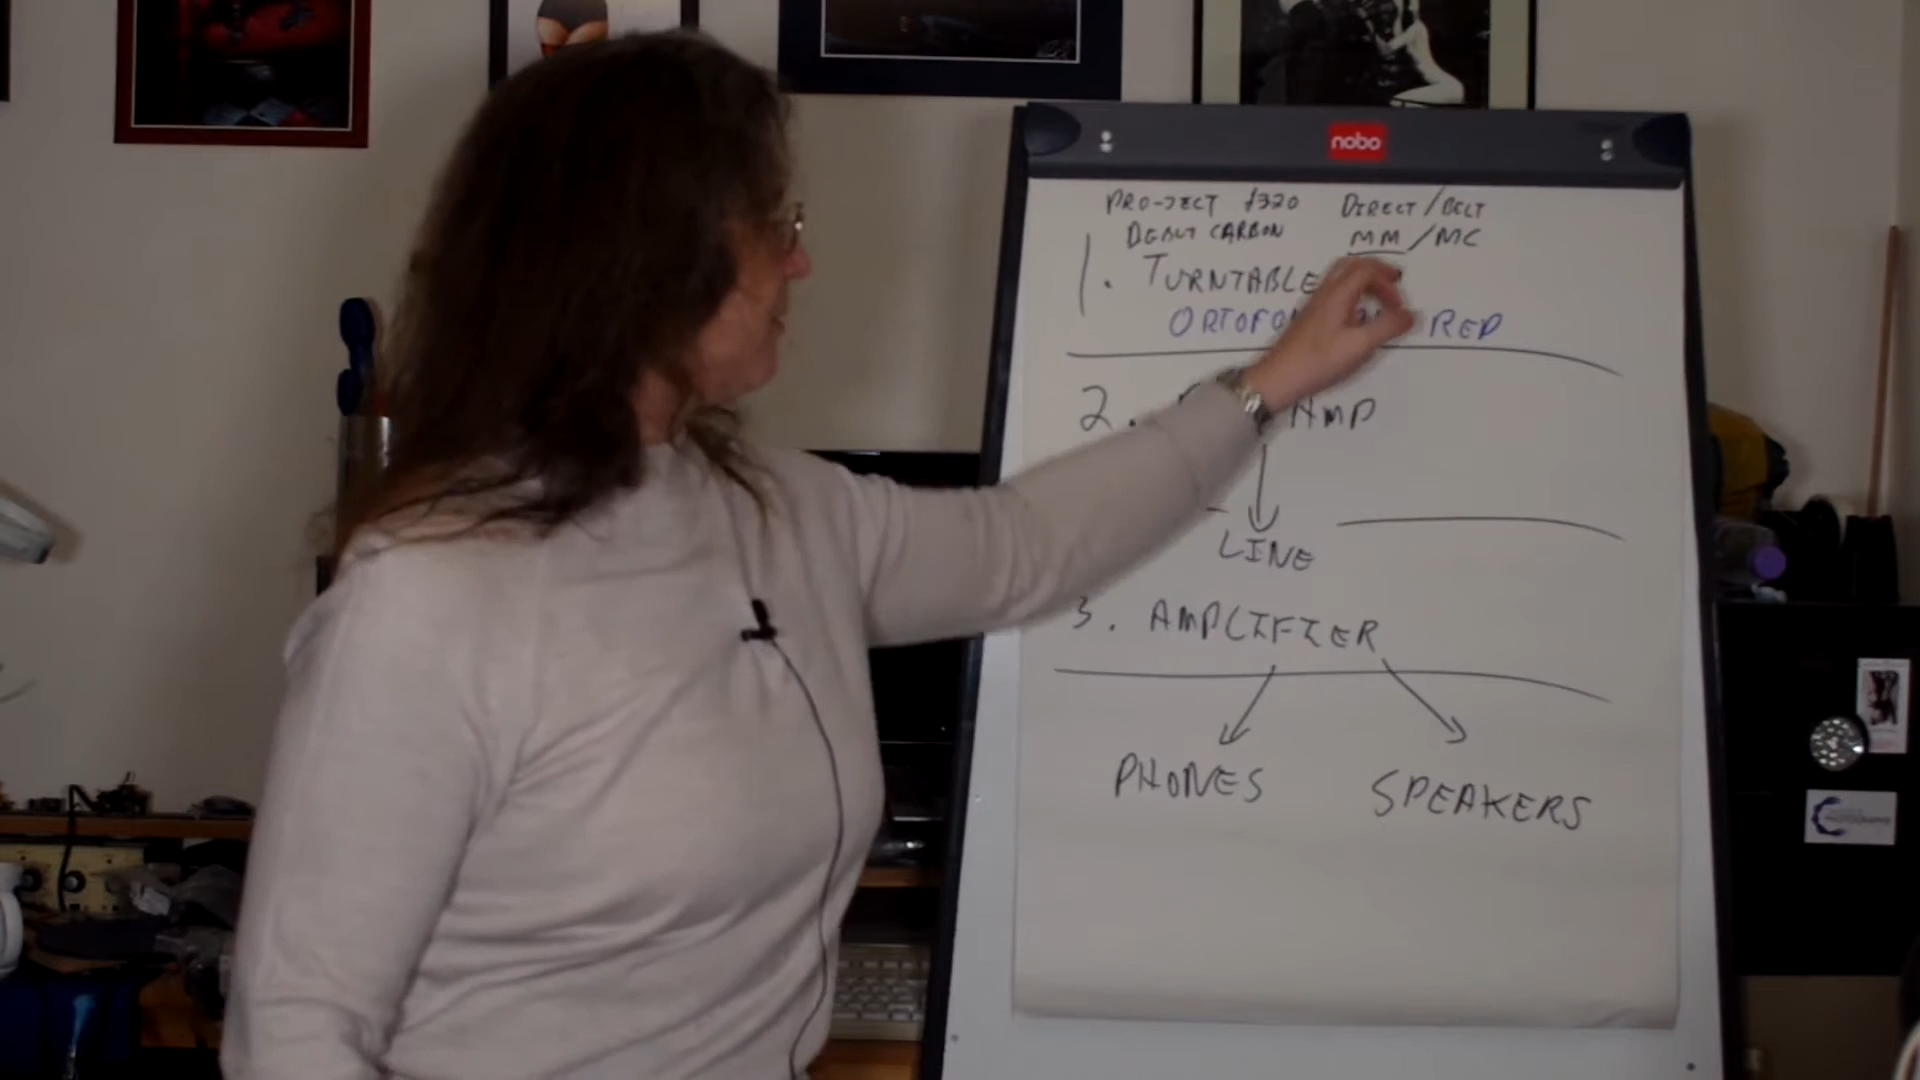 nobo
PRO-JECT £320 DIRECT/BELT
DEBUT CARBON MM/MC
1. TURNTABLE
RED
2. AMP
LINE
3. AMPLIFIER
PHONES SPEAKERS